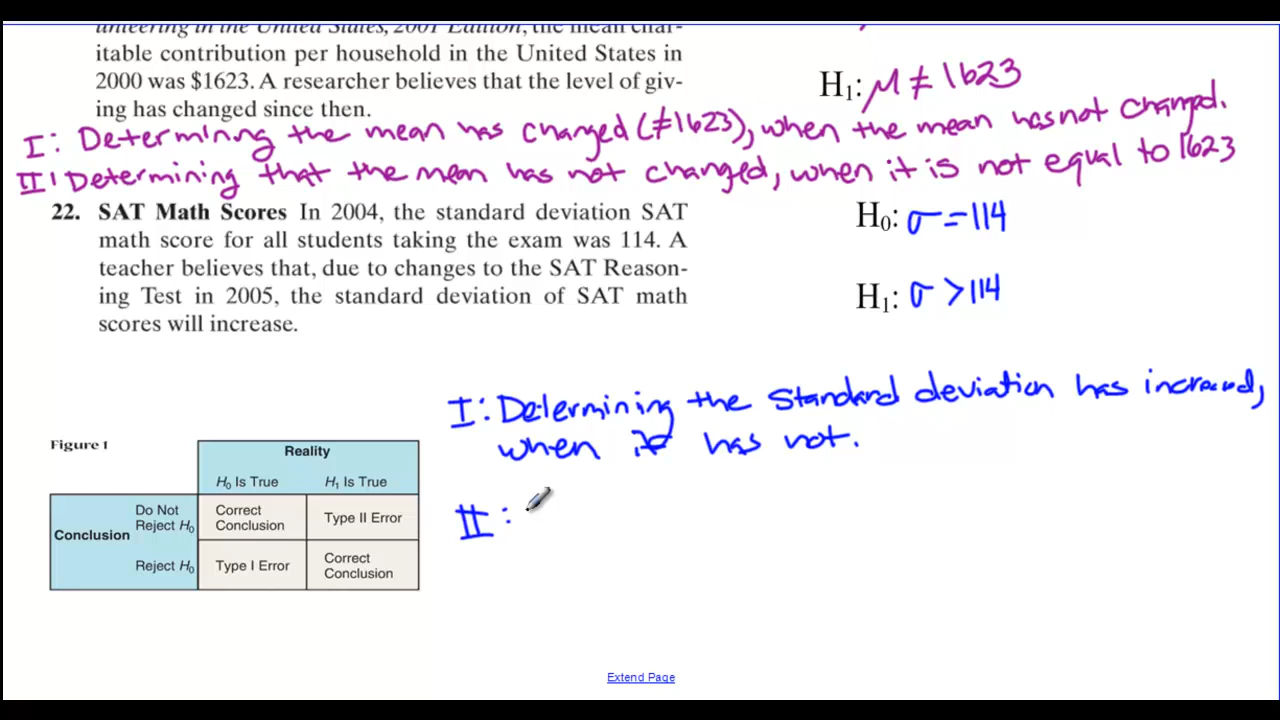 unteering in the United States, 2001 Edition, the mean char-
itable contribution per household in the United States in
2000 was $1623. A researcher believes that the level of giv-
ing has changed since then.
H₁: μ ≠ 1623
I: Determining the mean has changed (≠1623), when the mean has not changed.
II: Determining that the mean has not changed, when it is not equal to 1623
22. SAT Math Scores In 2004, the standard deviation SAT
math score for all students taking the exam was 114. A
teacher believes that, due to changes to the SAT Reason-
ing Test in 2005, the standard deviation of SAT math
scores will increase.
H₀: σ = 114
H₁: σ > 114
I: Determining the Standard deviation has increased,
when it has not.
II:
Figure 1
Reality
H₀ Is True H₁ Is True
Conclusion
Do Not Reject H₀
Correct Conclusion
Type II Error
Reject H₀
Type I Error
Correct Conclusion
Extend Page